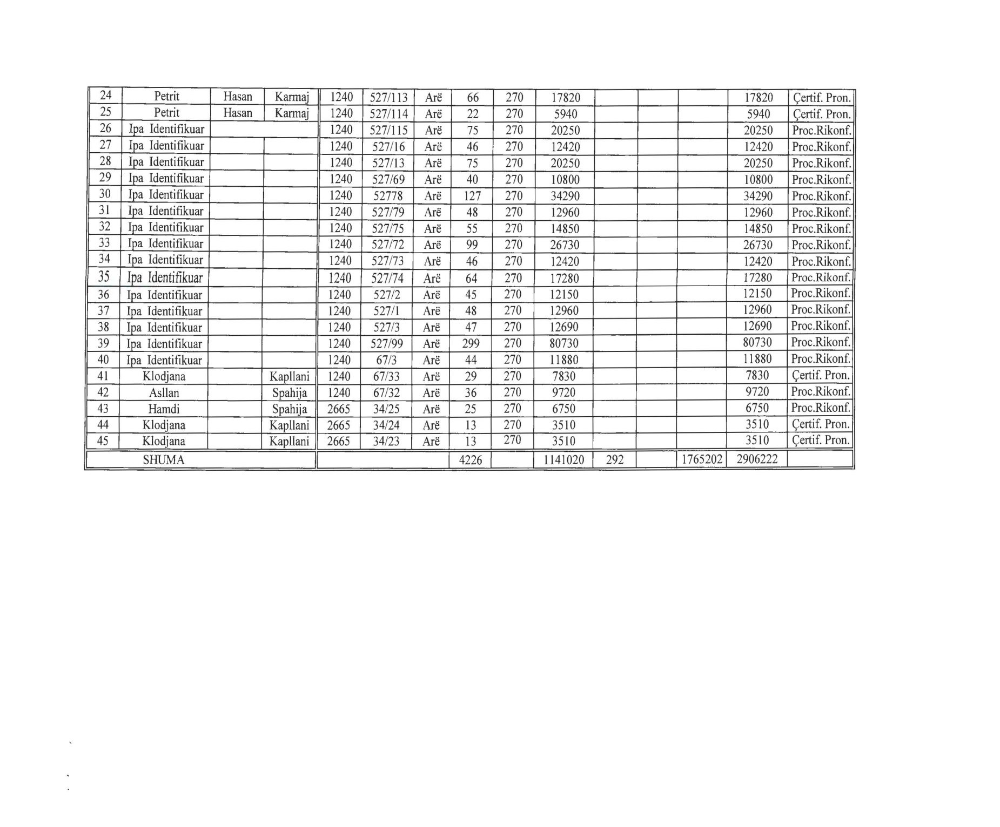 24 Petrit Hasan Karmaj 1240 527/113 Arë 66 270 17820 17820 Çertif. Pron.
25 Petrit Hasan Karmaj 1240 527/114 Arë 22 270 5940 5940 Çertif. Pron.
26 Ipa Identifikuar 1240 527/115 Arë 75 270 20250 20250 Proc.Rikonf.
27 Ipa Identifikuar 1240 527/16 Arë 46 270 12420 12420 Proc.Rikonf.
28 Ipa Identifikuar 1240 527/13 Arë 75 270 20250 20250 Proc.Rikonf.
29 Ipa Identifikuar 1240 527/69 Arë 40 270 10800 10800 Proc.Rikonf.
30 Ipa Identifikuar 1240 52778 Arë 127 270 34290 34290 Proc.Rikonf.
31 Ipa Identifikuar 1240 527/79 Arë 48 270 12960 12960 Proc.Rikonf.
32 Ipa Identifikuar 1240 527/75 Arë 55 270 14850 14850 Proc.Rikonf.
33 Ipa Identifikuar 1240 527/72 Arë 99 270 26730 26730 Proc.Rikonf.
34 Ipa Identifikuar 1240 527/73 Arë 46 270 12420 12420 Proc.Rikonf.
35 Ipa Identifikuar 1240 527/74 Arë 64 270 17280 17280 Proc.Rikonf.
36 Ipa Identifikuar 1240 527/2 Arë 45 270 12150 12150 Proc.Rikonf.
37 Ipa Identifikuar 1240 527/1 Arë 48 270 12960 12960 Proc.Rikonf.
38 Ipa Identifikuar 1240 527/3 Arë 47 270 12690 12690 Proc.Rikonf.
39 Ipa Identifikuar 1240 527/99 Arë 299 270 80730 80730 Proc.Rikonf.
40 Ipa Identifikuar 1240 67/3 Arë 44 270 11880 11880 Proc.Rikonf.
41 Klodjana Kapllani 1240 67/33 Arë 29 270 7830 7830 Çertif. Pron.
42 Asllan Spahija 1240 67/32 Arë 36 270 9720 9720 Proc.Rikonf.
43 Hamdi Spahija 2665 34/25 Arë 25 270 6750 6750 Proc.Rikonf.
44 Klodjana Kapllani 2665 34/24 Arë 13 270 3510 3510 Çertif. Pron.
45 Klodjana Kapllani 2665 34/23 Arë 13 270 3510 3510 Çertif. Pron.
SHUMA 4226 1141020 292 1765202 2906222